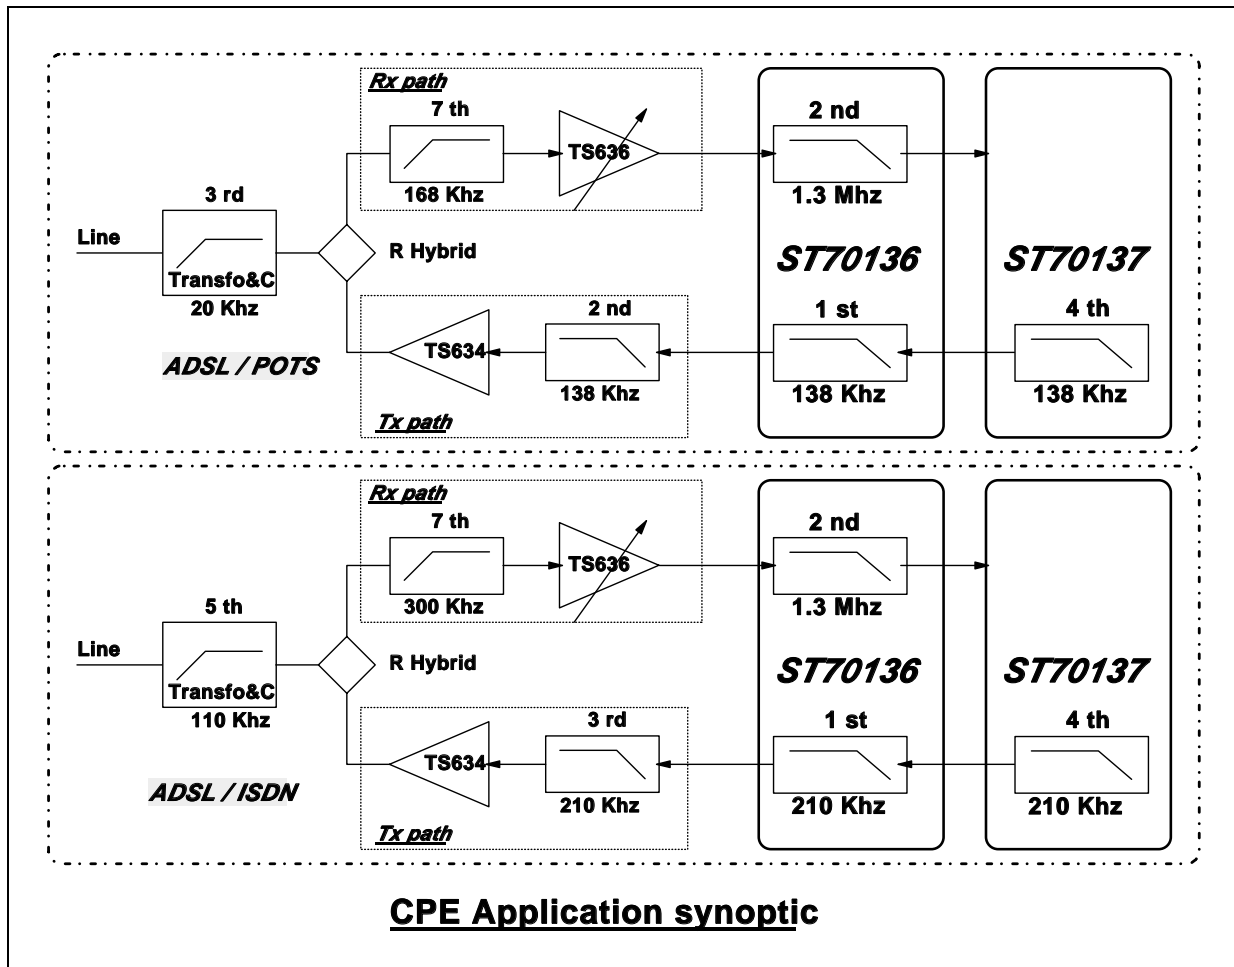 Rx path
7 th
TS636
168 Khz
2 nd
1.3 Mhz
3 rd
Line
Transfo&C
20 Khz
R Hybrid
ST70136
ST70137
ADSL / POTS
TS634
2 nd
138 Khz
1 st
138 Khz
4 th
138 Khz
Tx path
Rx path
7 th
TS636
300 Khz
2 nd
1.3 Mhz
5 th
Line
Transfo&C
110 Khz
R Hybrid
ST70136
ST70137
ADSL / ISDN
TS634
3 rd
210 Khz
1 st
210 Khz
4 th
210 Khz
Tx path
CPE Application synoptic